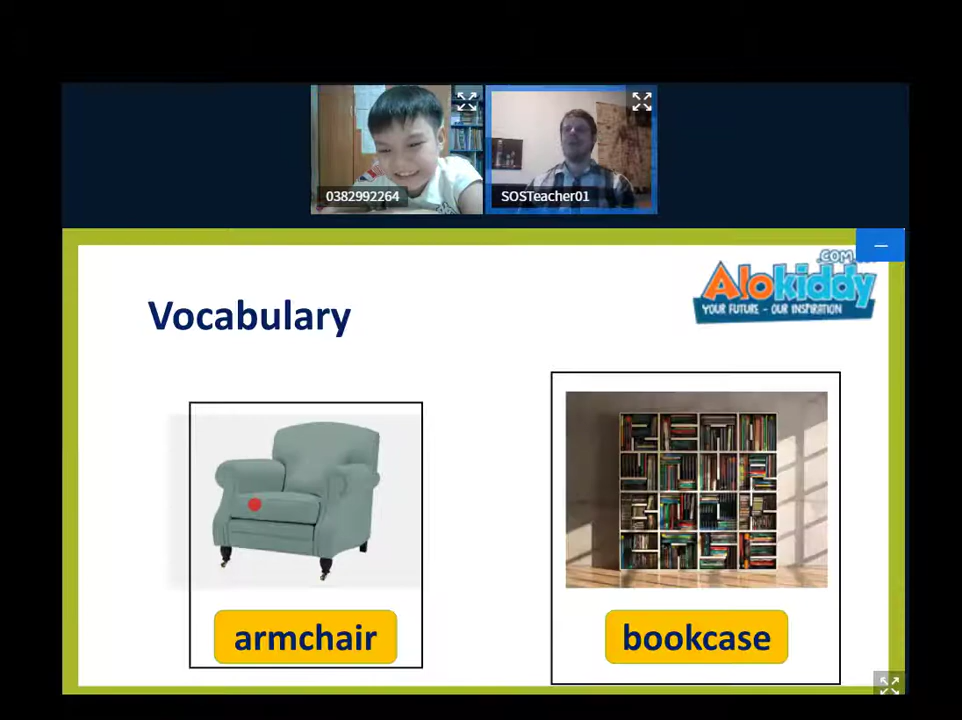 0382992264
SOSTeacher01
Vocabulary
.COM
Alokiddy
YOUR FUTURE - OUR INSPIRATION
armchair
bookcase